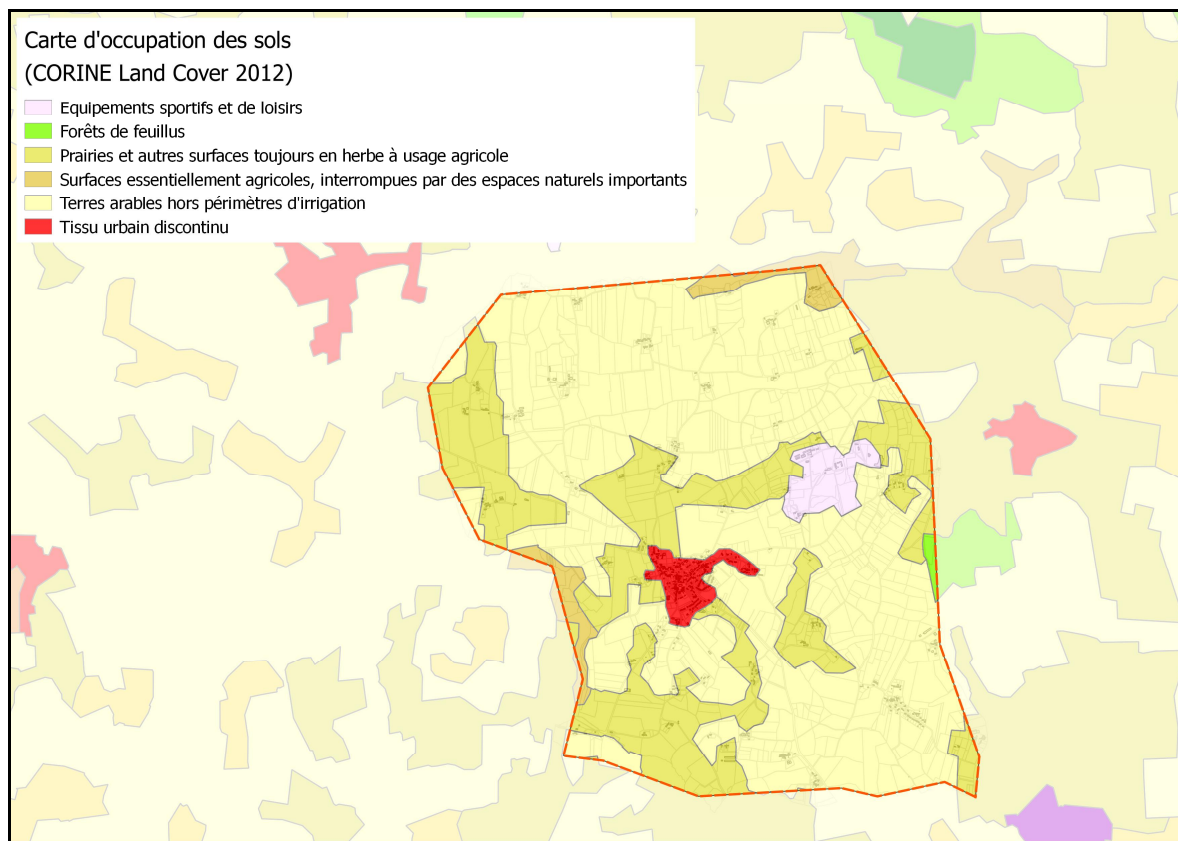 Carte d'occupation des sols
(CORINE Land Cover 2012)
Equipements sportifs et de loisirs
Forêts de feuillus
Prairies et autres surfaces toujours en herbe à usage agricole
Surfaces essentiellement agricoles, interrompues par des espaces naturels importants
Terres arables hors périmètres d'irrigation
Tissu urbain discontinu